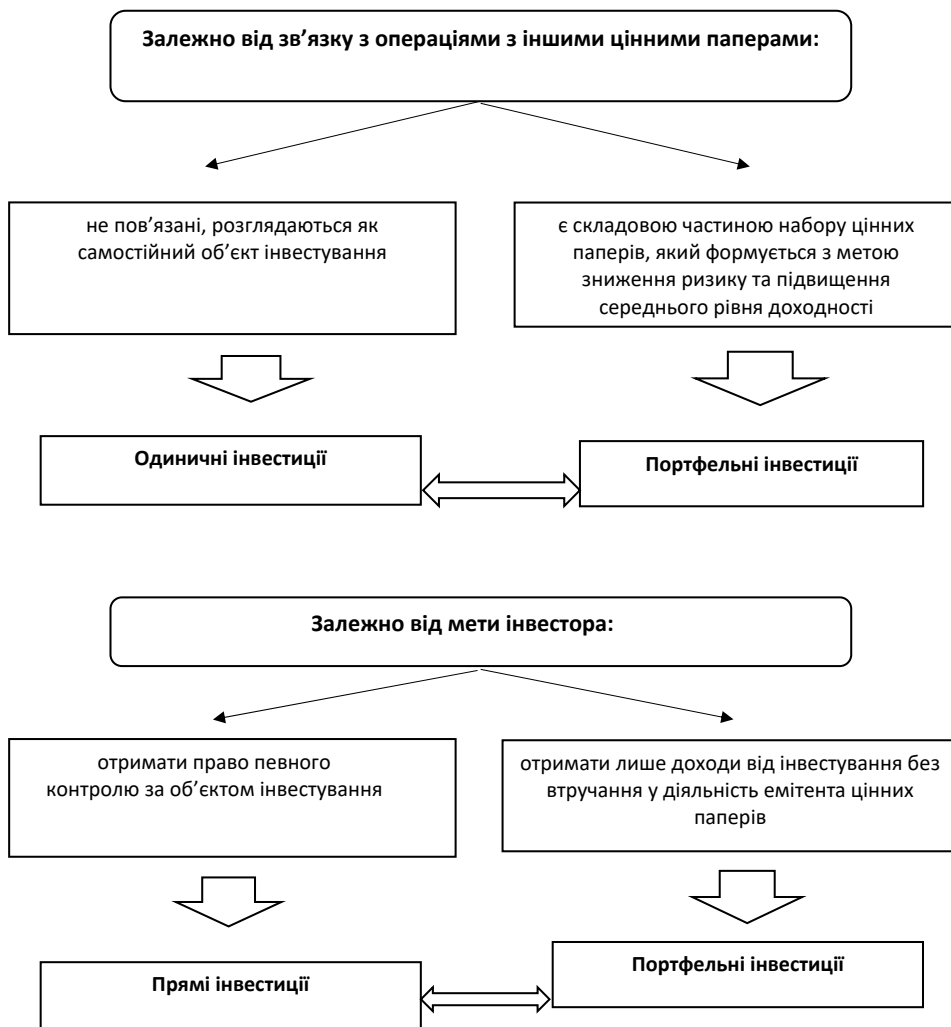 Залежно від зв’язку з операціями з іншими цінними паперами:
не пов’язані, розглядаються як
самостійний об’єкт інвестування
є складовою частиною набору цінних
паперів, який формується з метою
зниження ризику та підвищення
середнього рівня доходності
Одиничні інвестиції
Портфельні інвестиції
Залежно від мети інвестора:
отримати право певного
контролю за об’єктом інвестування
отримати лише доходи від інвестування без
втручання у діяльність емітента цінних
паперів
Прямі інвестиції
Портфельні інвестиції